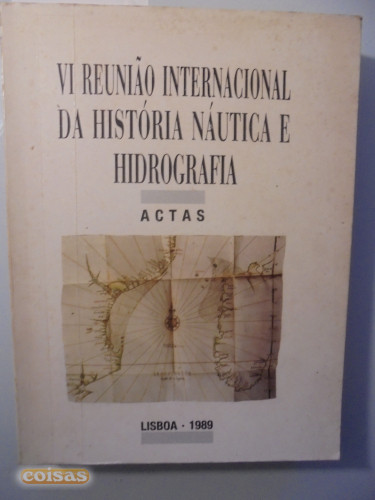 VI REUNIÃO INTERNACIONAL
DA HISTÓRIA NÁUTICA E
HIDROGRAFIA
ACTAS
LISBOA · 1989
coisas